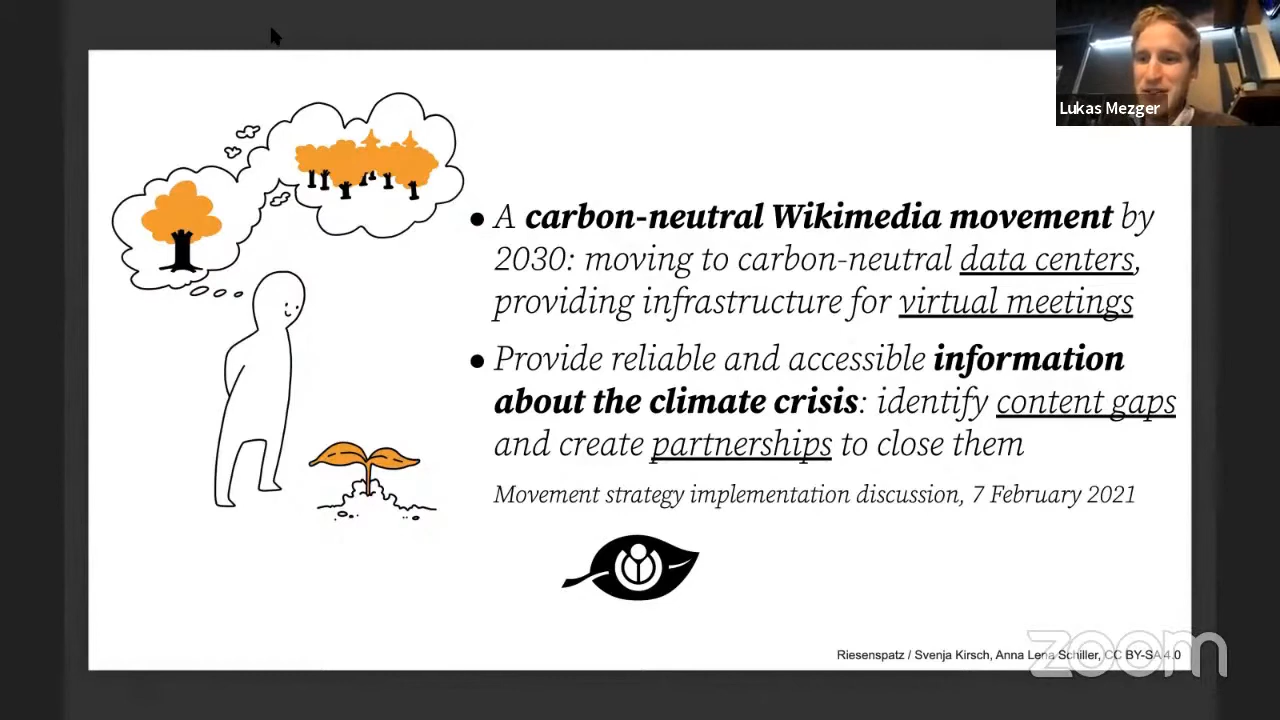 Lukas Mezger
● A carbon-neutral Wikimedia movement by
2030: moving to carbon-neutral data centers,
providing infrastructure for virtual meetings
● Provide reliable and accessible information
about the climate crisis: identify content gaps
and create partnerships to close them
Movement strategy implementation discussion, 7 February 2021
Riesenspatz / Svenja Kirsch, Anna Lena Schiller, CC BY-SA 4.0
zoom